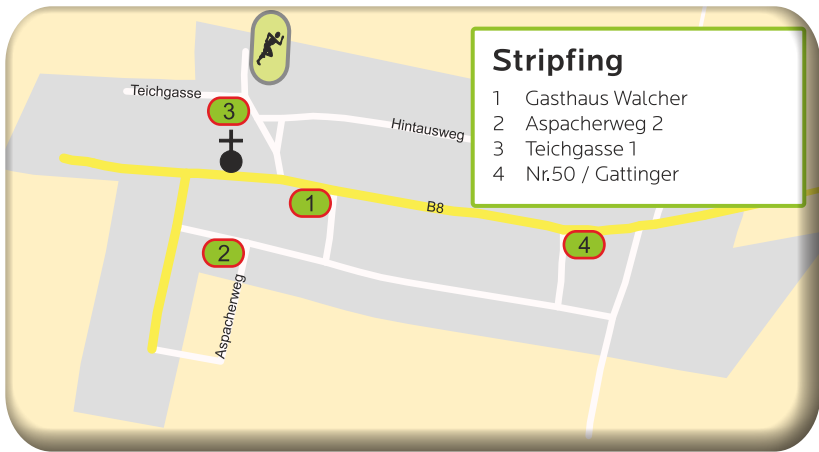 Stripfing
1 Gasthaus Walcher
2 Aspacherweg 2
3 Teichgasse 1
4 Nr.50 / Gattinger
Teichgasse
3
Hintausweg
1
B8
2
4
Aspacherweg